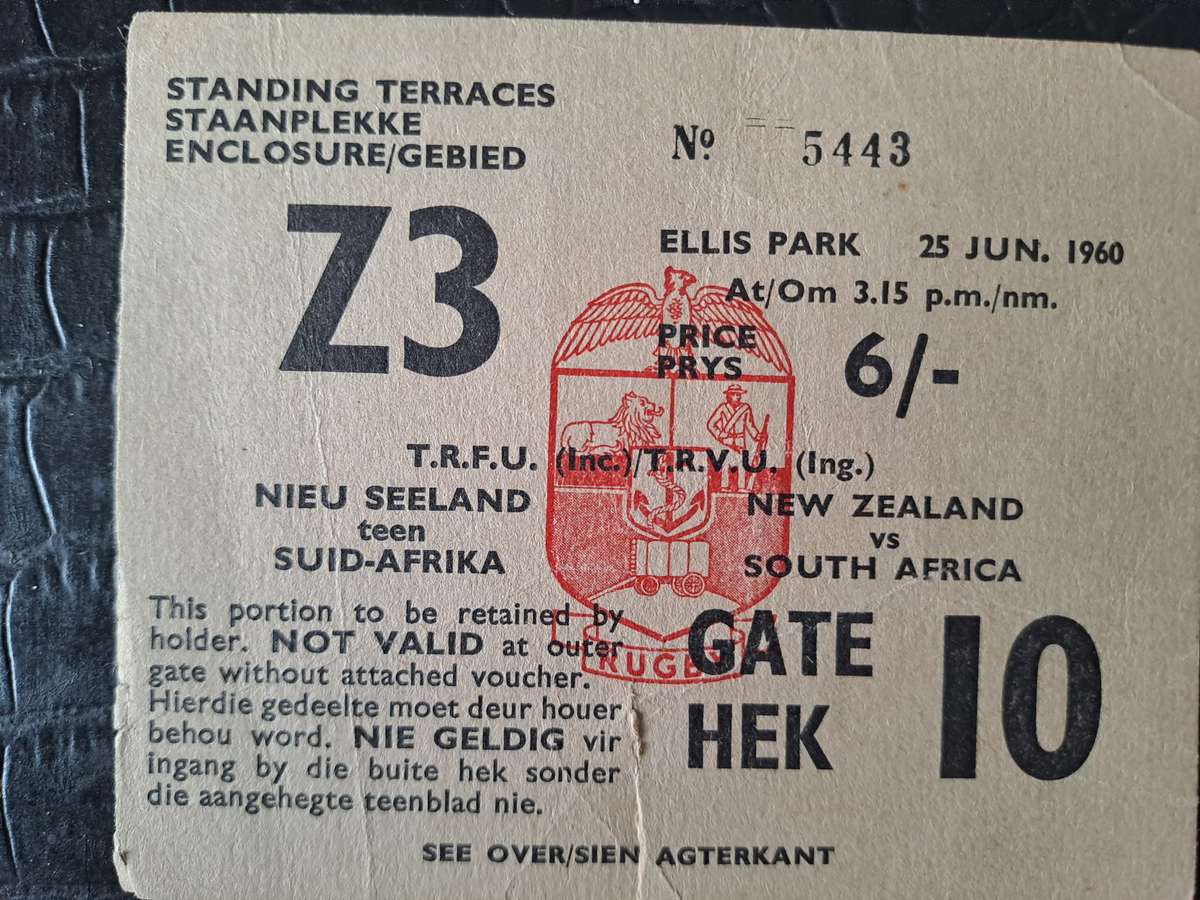 STANDING TERRACES
STAANPLEKKE
ENCLOSURE/GEBIED
Nº 5443
Z3
ELLIS PARK 25 JUN. 1960
At/Om 3.15 p.m./nm.
PRICE
PRYS
6/-
T.R.F.U. (Inc.)/T.R.V.U. (Ing.)
NIEU SEELAND
teen
SUID-AFRIKA
NEW ZEALAND
vs
SOUTH AFRICA
This portion to be retained by
holder. NOT VALID at outer
gate without attached voucher.
Hierdie gedeelte moet deur houer
behou word. NIE GELDIG vir
ingang by die buite hek sonder
die aangehegte teenblad nie.
RUGBY
GATE
HEK
10
SEE OVER/SIEN AGTERKANT